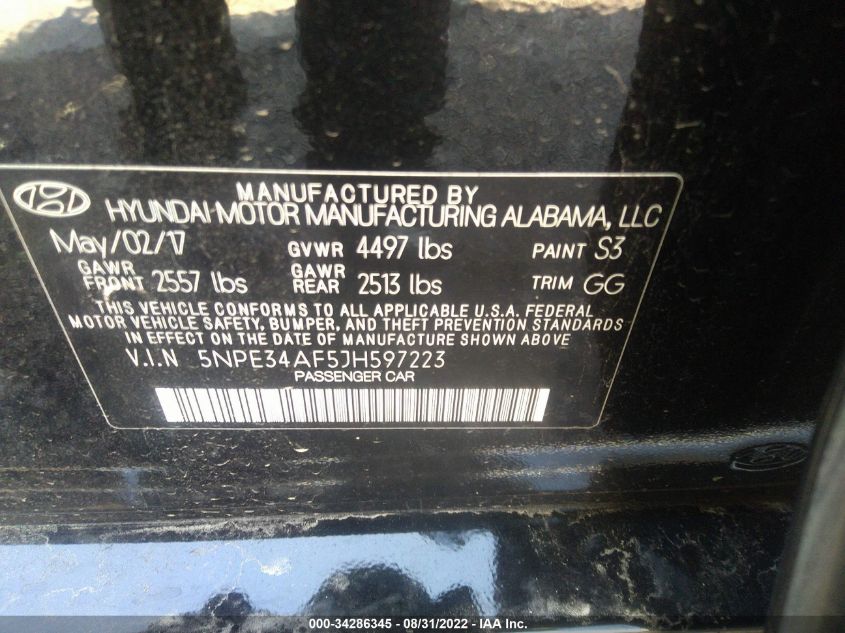 MANUFACTURED BY
HYUNDAI MOTOR MANUFACTURING ALABAMA, LLC
May/02/17 GVWR 4497 lbs PAINT S3
GAWR FRONT 2557 lbs GAWR REAR 2513 lbs TRIM GG
THIS VEHICLE CONFORMS TO ALL APPLICABLE U.S.A. FEDERAL
MOTOR VEHICLE SAFETY, BUMPER, AND THEFT PREVENTION STANDARDS
IN EFFECT ON THE DATE OF MANUFACTURE SHOWN ABOVE
V.I.N 5NPE34AF5JH597223
PASSENGER CAR
000-34286345 - 08/31/2022 - IAA Inc.